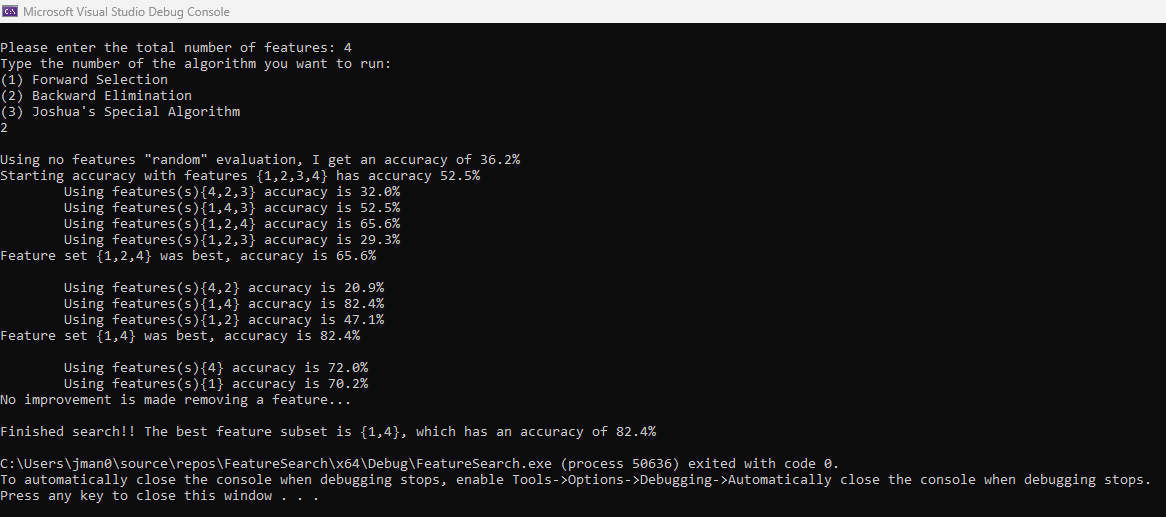 Microsoft Visual Studio Debug Console
Please enter the total number of features: 4
Type the number of the algorithm you want to run:
(1) Forward Selection
(2) Backward Elimination
(3) Joshua's Special Algorithm
2
Using no features "random" evaluation, I get an accuracy of 36.2%
Starting accuracy with features {1,2,3,4} has accuracy 52.5%
Using features(s){4,2,3} accuracy is 32.0%
Using features(s){1,4,3} accuracy is 52.5%
Using features(s){1,2,4} accuracy is 65.6%
Using features(s){1,2,3} accuracy is 29.3%
Feature set {1,2,4} was best, accuracy is 65.6%
Using features(s){4,2} accuracy is 20.9%
Using features(s){1,4} accuracy is 82.4%
Using features(s){1,2} accuracy is 47.1%
Feature set {1,4} was best, accuracy is 82.4%
Using features(s){4} accuracy is 72.0%
Using features(s){1} accuracy is 70.2%
No improvement is made removing a feature...
Finished search!! The best feature subset is {1,4}, which has an accuracy of 82.4%
C:\Users\jman0\source\repos\FeatureSearch\x64\Debug\FeatureSearch.exe (process 50636) exited with code 0.
To automatically close the console when debugging stops, enable Tools->Options->Debugging->Automatically close the console when debugging stops.
Press any key to close this window . . .